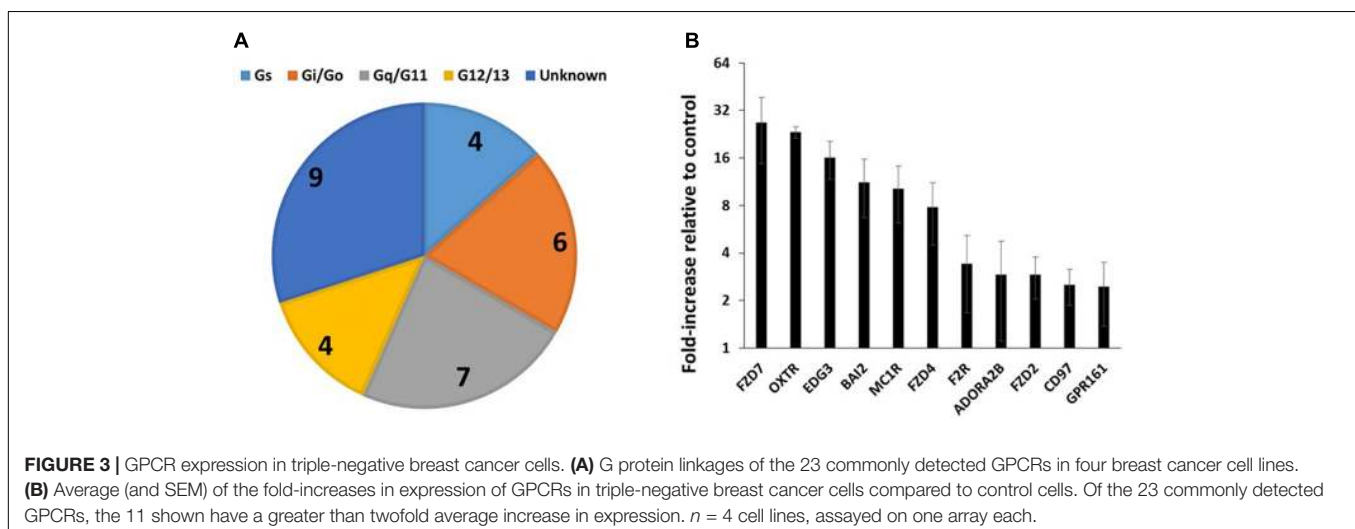 A
Gs Gi/Go Gq/G11 G12/13 Unknown
4
6
7
4
9
B
Fold-increase relative to control
64
32
16
8
4
2
1
FZD7 OXTR EDG3 BAI2 MC1R FZD4 F2R ADORA2B FZD2 CD97 GPR161
FIGURE 3 | GPCR expression in triple-negative breast cancer cells. (A) G protein linkages of the 23 commonly detected GPCRs in four breast cancer cell lines.
(B) Average (and SEM) of the fold-increases in expression of GPCRs in triple-negative breast cancer cells compared to control cells. Of the 23 commonly detected
GPCRs, the 11 shown have a greater than twofold average increase in expression. n = 4 cell lines, assayed on one array each.